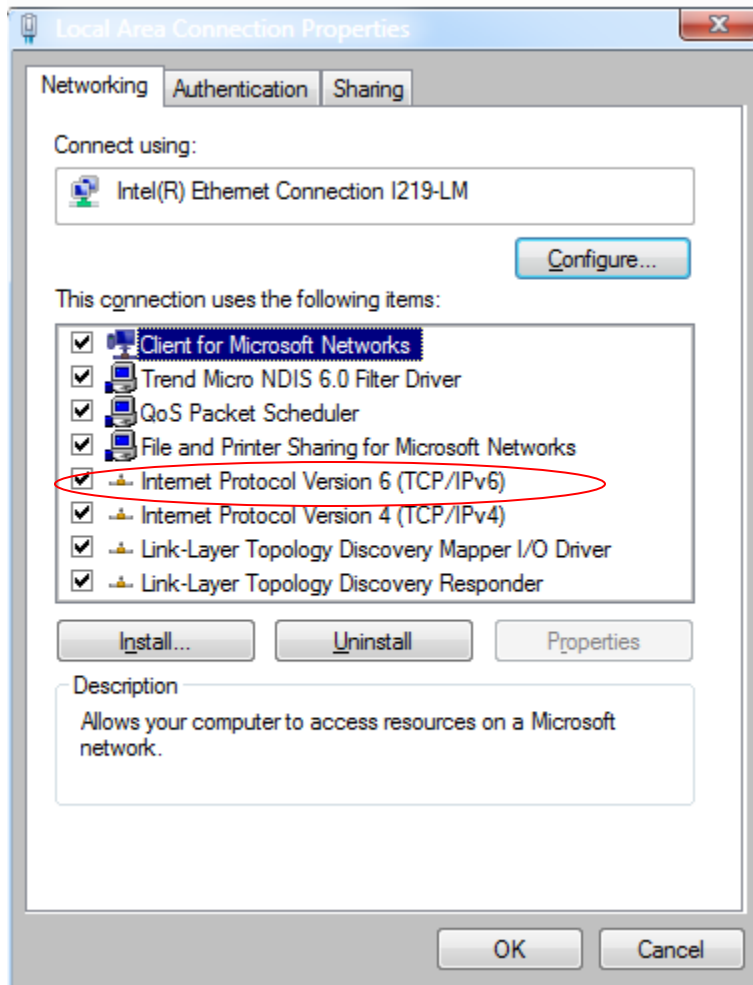 Local Area Connection Properties
Networking Authentication Sharing
Connect using:
Intel(R) Ethernet Connection I219-LM
Configure...
This connection uses the following items:
Client for Microsoft Networks
Trend Micro NDIS 6.0 Filter Driver
QoS Packet Scheduler
File and Printer Sharing for Microsoft Networks
Internet Protocol Version 6 (TCP/IPv6)
Internet Protocol Version 4 (TCP/IPv4)
Link-Layer Topology Discovery Mapper I/O Driver
Link-Layer Topology Discovery Responder
Install... Uninstall Properties
Description
Allows your computer to access resources on a Microsoft
network.
OK Cancel